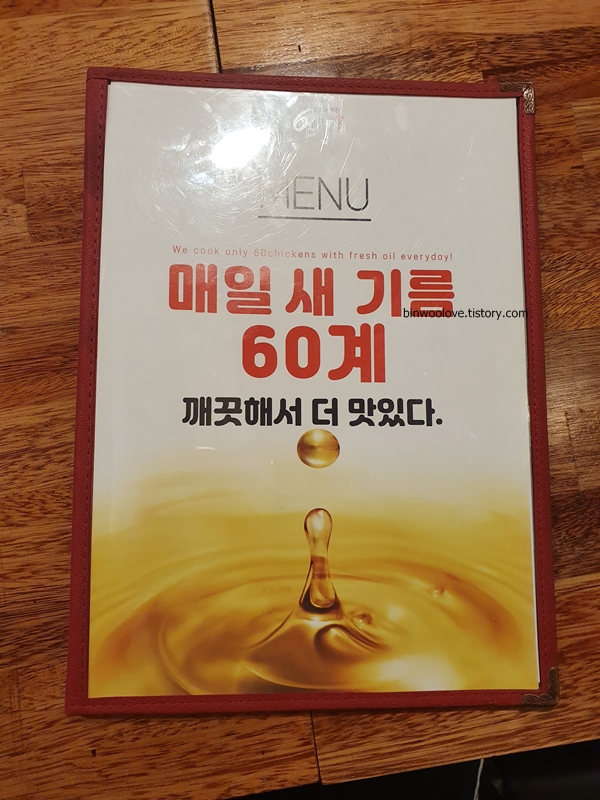 MENU
We cook only 60chickens with fresh oil everyday!
매일 새 기름
binwoolove.tistory.com
60계
깨끗해서 더 맛있다.